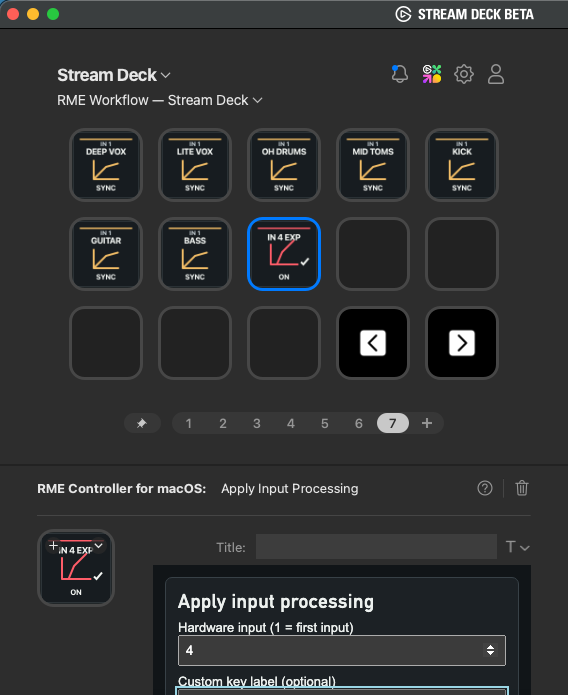 STREAM DECK BETA
Stream Deck
RME Workflow — Stream Deck
IN 1
DEEP VOX
SYNC
IN 1
LITE VOX
SYNC
IN 1
OH DRUMS
SYNC
IN 1
MID TOMS
SYNC
IN 1
KICK
SYNC
IN 1
GUITAR
SYNC
IN 1
BASS
SYNC
IN 4 EXP
ON
1 2 3 4 5 6 7 +
RME Controller for macOS: Apply Input Processing
IN 4 EXP
ON
Title:
T
Apply input processing
Hardware input (1 = first input)
4
Custom key label (optional)